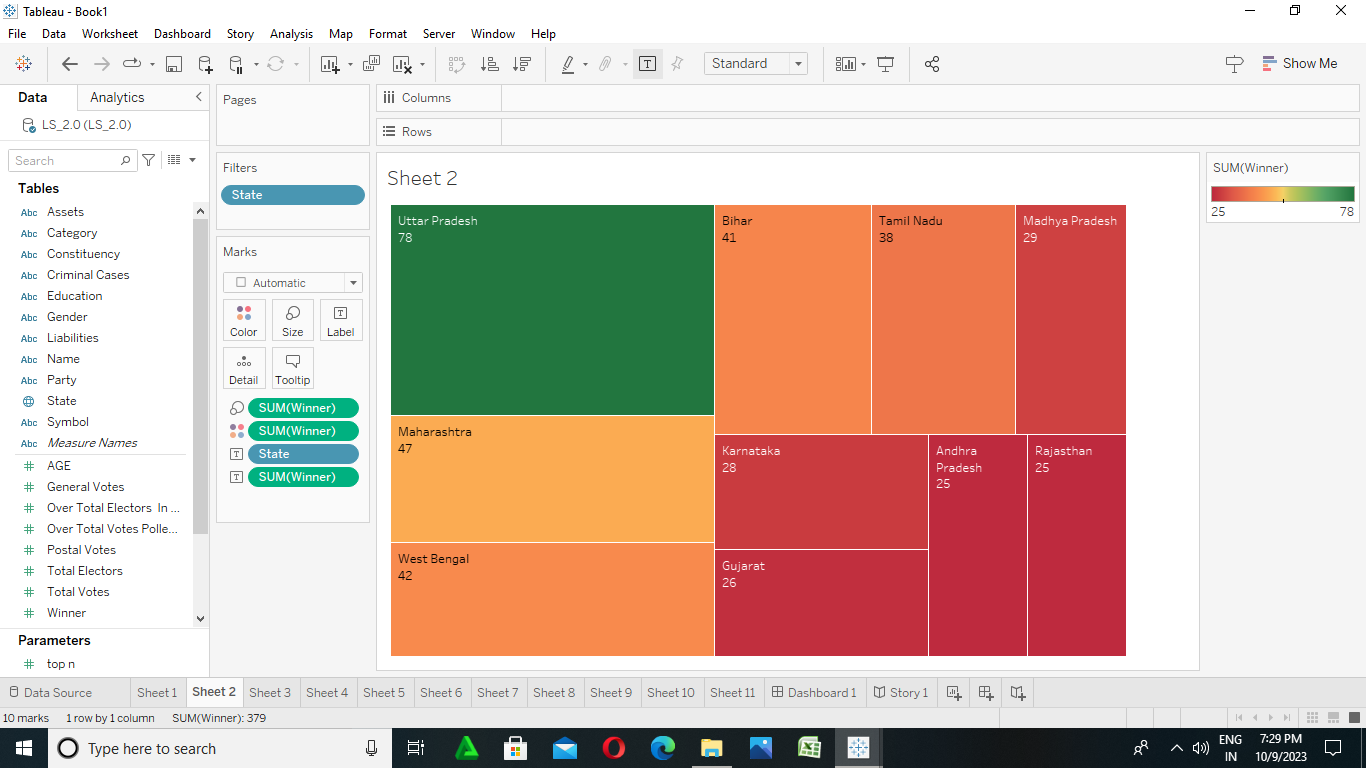 Tableau - Book1
File Data Worksheet Dashboard Story Analysis Map Format Server Window Help
Standard
Show Me
Data Analytics
LS_2.0 (LS_2.0)
Search
Tables
Abc Assets
Abc Category
Abc Constituency
Abc Criminal Cases
Abc Education
Abc Gender
Abc Liabilities
Abc Name
Abc Party
State
Abc Symbol
Abc Measure Names
# AGE
# General Votes
# Over Total Electors In ...
# Over Total Votes Polle...
# Postal Votes
# Total Electors
# Total Votes
# Winner
Parameters
# top n
Pages
Filters
State
Marks
Automatic
Color Size Label
Detail Tooltip
SUM(Winner)
SUM(Winner)
State
SUM(Winner)
Columns
Rows
Sheet 2
Uttar Pradesh
78
Maharashtra
47
West Bengal
42
Bihar
41
Tamil Nadu
38
Madhya Pradesh
29
Karnataka
28
Gujarat
26
Andhra
Pradesh
25
Rajasthan
25
SUM(Winner)
25 78
Data Source Sheet 1 Sheet 2 Sheet 3 Sheet 4 Sheet 5 Sheet 6 Sheet 7 Sheet 8 Sheet 9 Sheet 10 Sheet 11 Dashboard 1 Story 1
10 marks 1 row by 1 column SUM(Winner): 379
Type here to search
ENG
IN
7:29 PM
10/9/2023